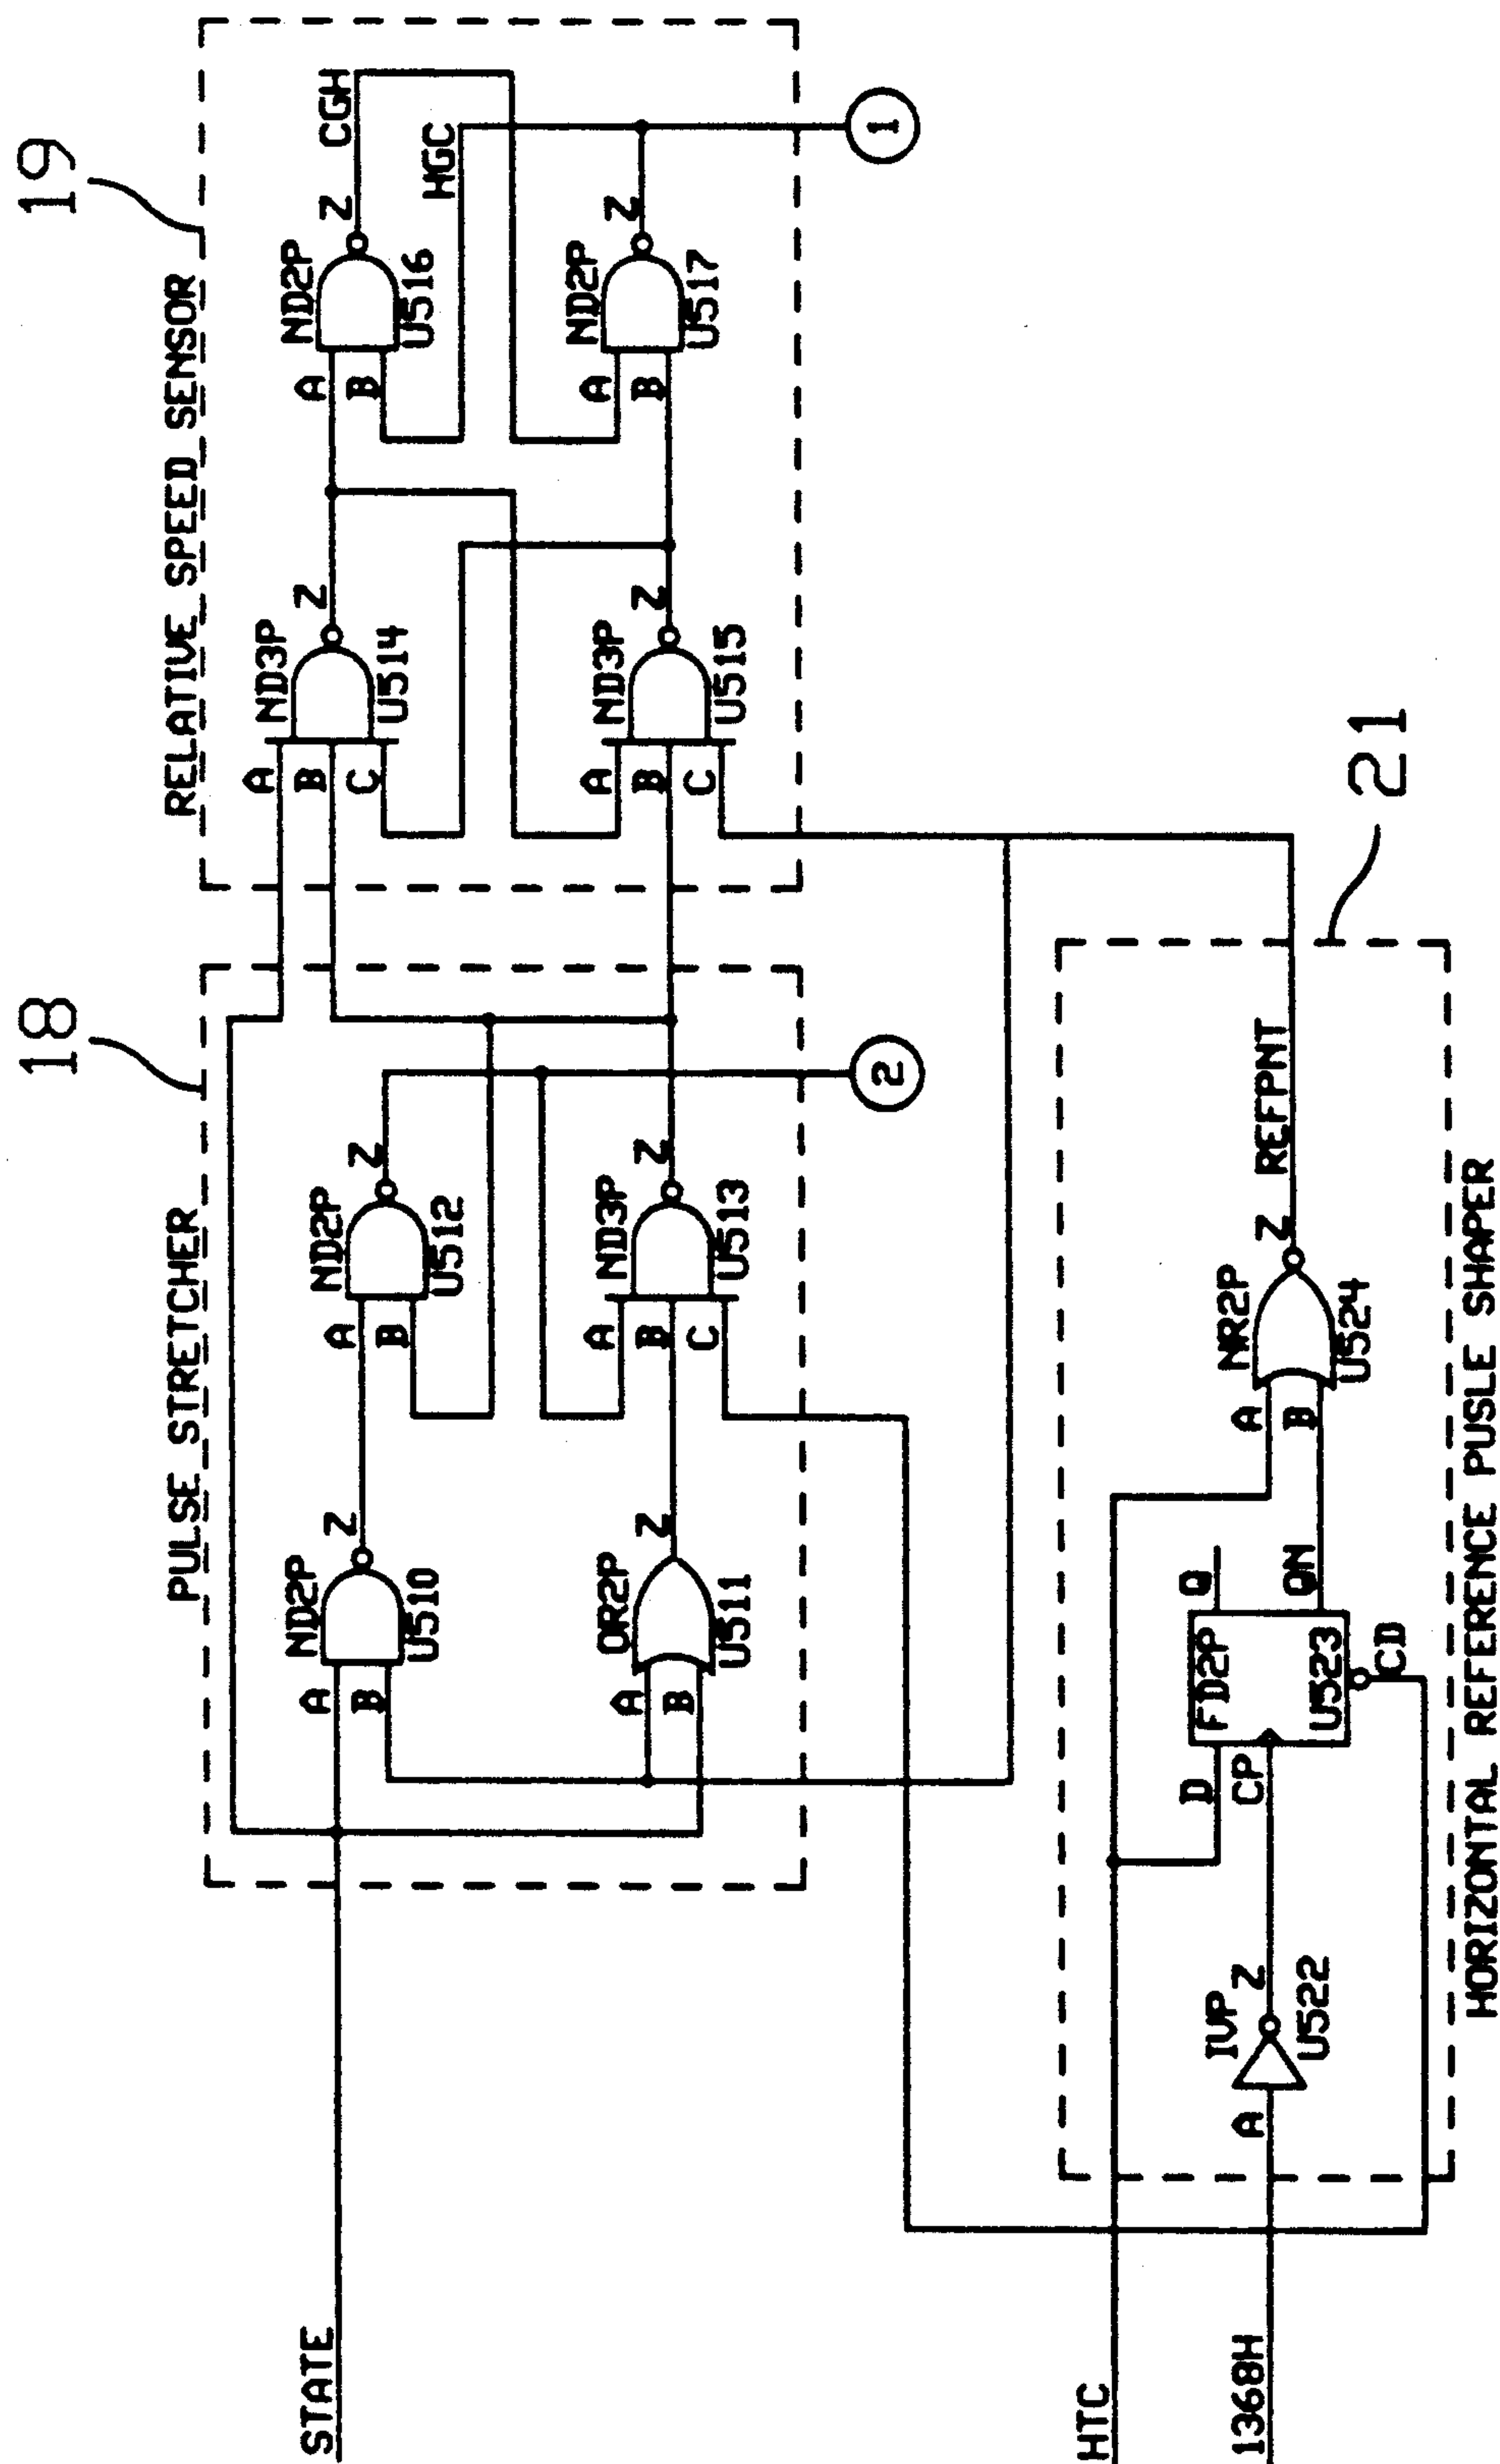 18
19
PULSE STRETCHER
RELATIVE SPEED SENSOR
STATE
A
B
ND2P
U510
Z
A
B
ND2P
U512
Z
A
B
OR2P
U511
Z
A
B
C
ND3P
U513
Z
2
A
B
C
ND3P
U514
Z
A
B
ND2P
U516
Z
CGH
HGC
A
B
C
ND3P
U515
Z
A
B
ND2P
U517
Z
1
HTC
1368H
A
IVP
U522
Z
D
CP
FD2P
U523
Q
QN
CD
A
B
NR2P
U524
Z
REFPNT
21
HORIZONTAL REFERENCE PUSLE SHAPER